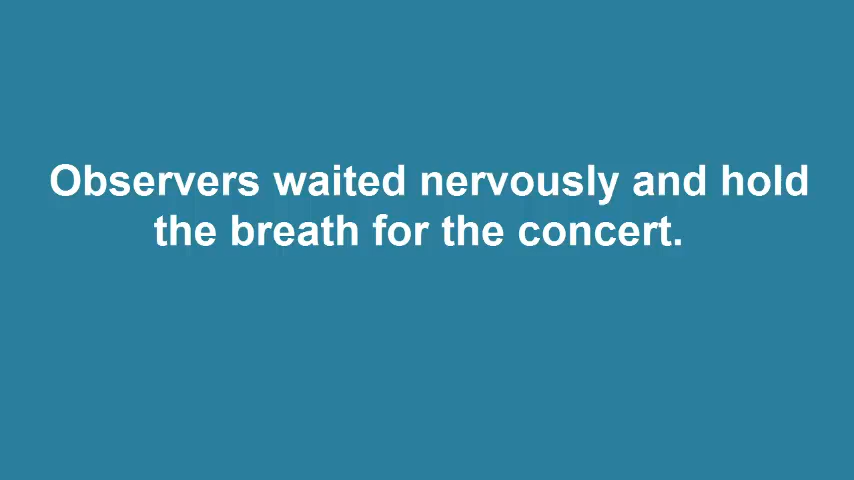 Observers waited nervously and hold
the breath for the concert.